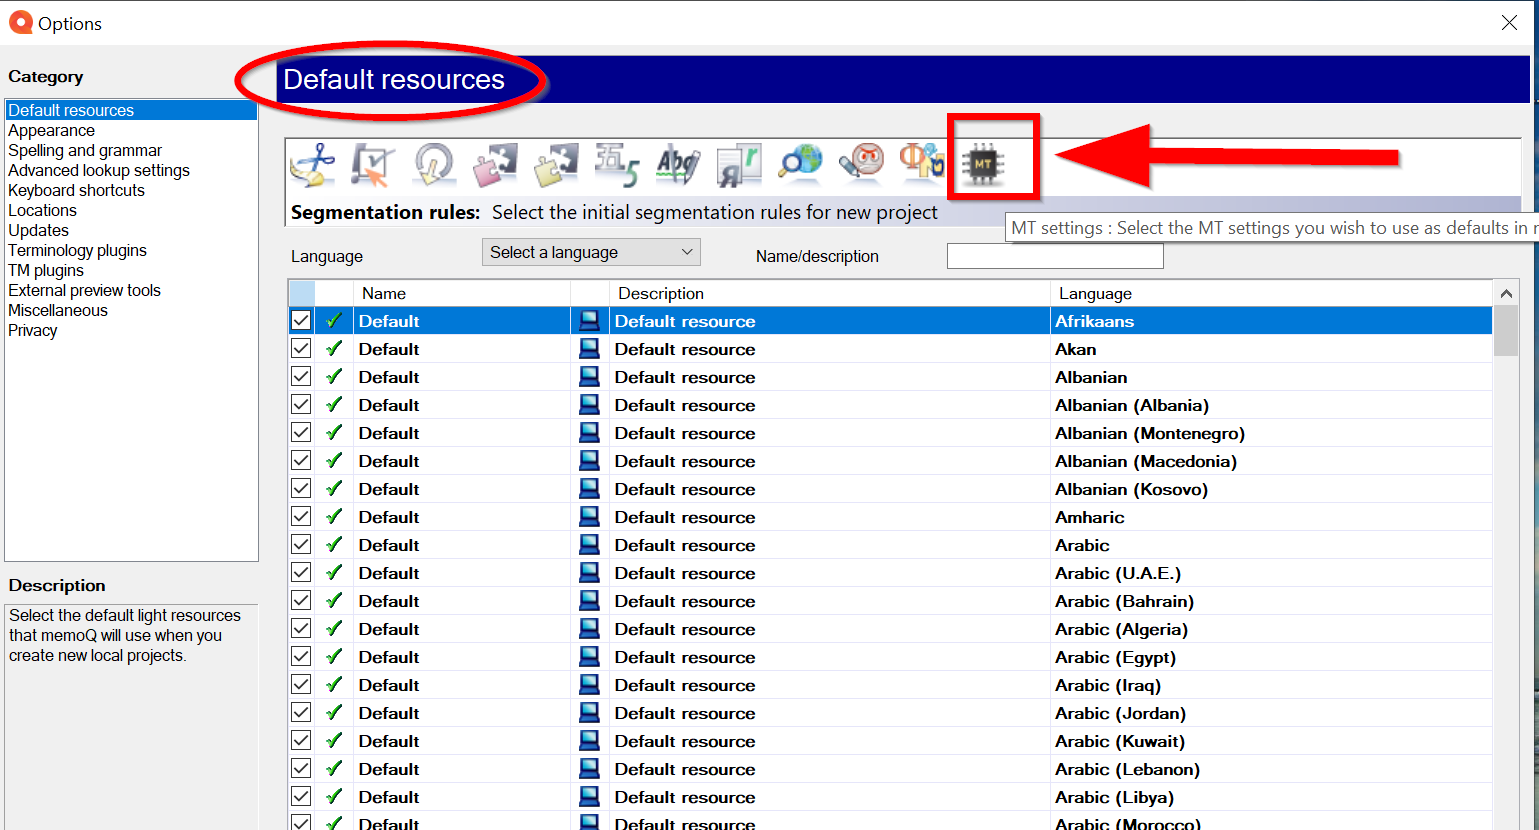 Options
Category
Default resources
Appearance
Spelling and grammar
Advanced lookup settings
Keyboard shortcuts
Locations
Updates
Terminology plugins
TM plugins
External preview tools
Miscellaneous
Privacy
Description
Select the default light resources
that memoQ will use when you
create new local projects.
Default resources
五5
Abg
Яr
Φ
MT
Segmentation rules: Select the initial segmentation rules for new project
MT settings : Select the MT settings you wish to use as defaults in
Language Select a language Name/description
Name Description Language
Default Default resource Afrikaans
Default Default resource Akan
Default Default resource Albanian
Default Default resource Albanian (Albania)
Default Default resource Albanian (Montenegro)
Default Default resource Albanian (Macedonia)
Default Default resource Albanian (Kosovo)
Default Default resource Amharic
Default Default resource Arabic
Default Default resource Arabic (U.A.E.)
Default Default resource Arabic (Bahrain)
Default Default resource Arabic (Algeria)
Default Default resource Arabic (Egypt)
Default Default resource Arabic (Iraq)
Default Default resource Arabic (Jordan)
Default Default resource Arabic (Kuwait)
Default Default resource Arabic (Lebanon)
Default Default resource Arabic (Libya)
Default Default resource Arabic (Morocco)